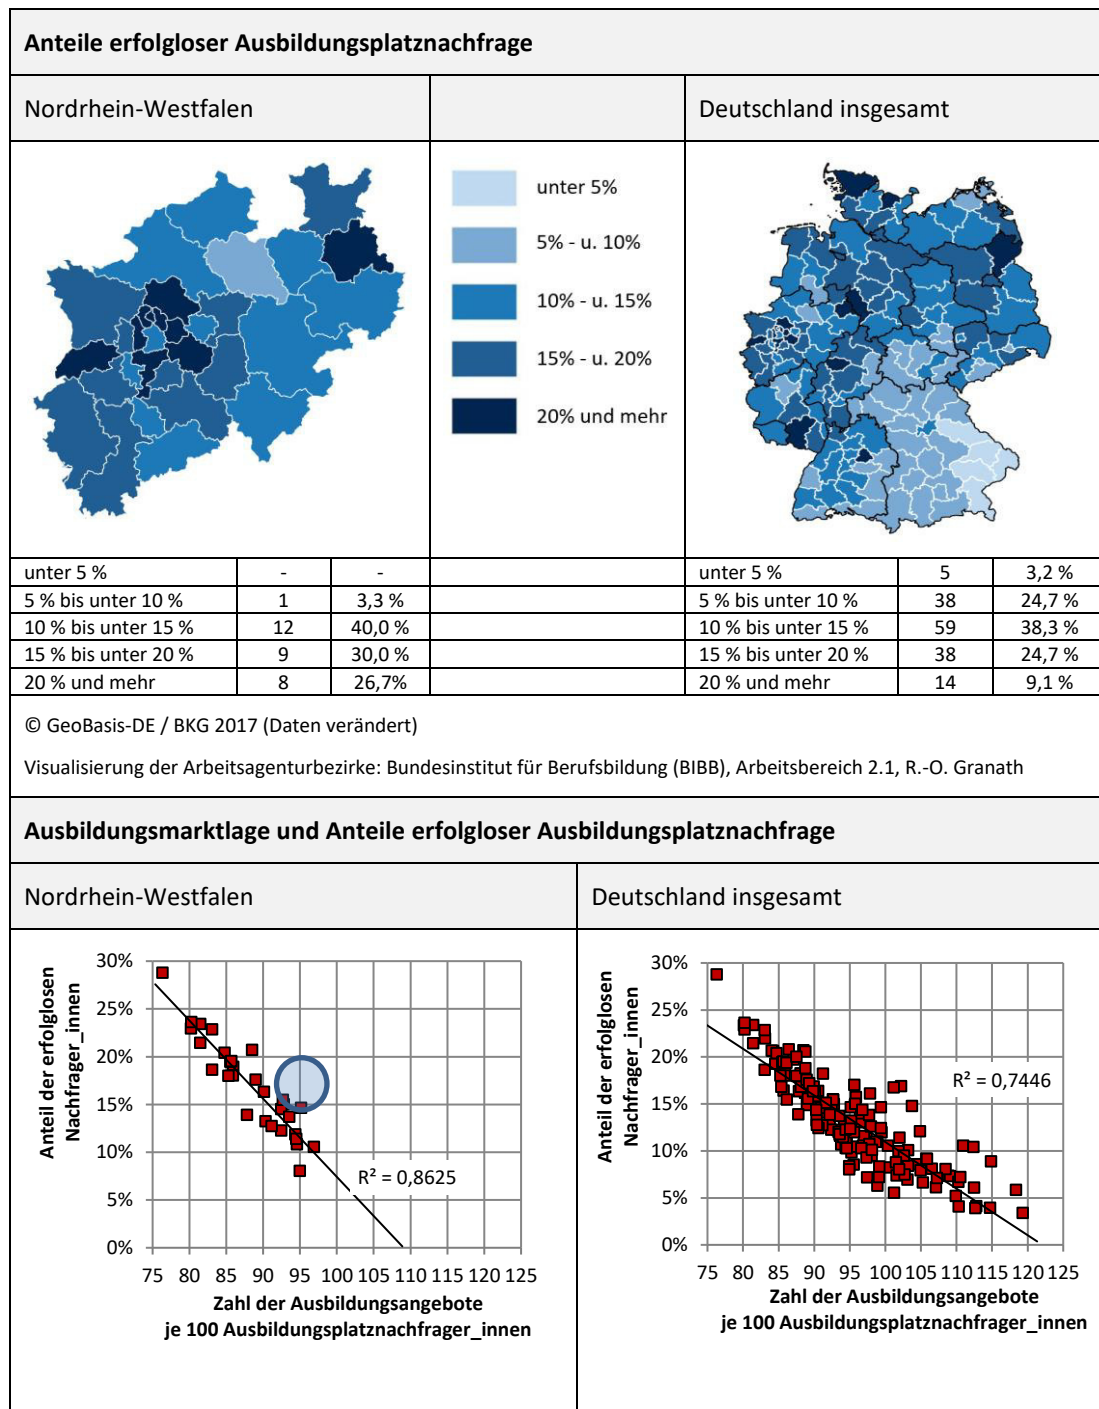 Anteile erfolgloser Ausbildungsplatznachfrage
Nordrhein-Westfalen
Deutschland insgesamt
unter 5%
5% - u. 10%
10% - u. 15%
15% - u. 20%
20% und mehr
unter 5 % - - unter 5 % 5 3,2 %
5 % bis unter 10 % 1 3,3 % 5 % bis unter 10 % 38 24,7 %
10 % bis unter 15 % 12 40,0 % 10 % bis unter 15 % 59 38,3 %
15 % bis unter 20 % 9 30,0 % 15 % bis unter 20 % 38 24,7 %
20 % und mehr 8 26,7% 20 % und mehr 14 9,1 %
© GeoBasis-DE / BKG 2017 (Daten verändert)
Visualisierung der Arbeitsagenturbezirke: Bundesinstitut für Berufsbildung (BIBB), Arbeitsbereich 2.1, R.-O. Granath
Ausbildungsmarktlage und Anteile erfolgloser Ausbildungsplatznachfrage
Nordrhein-Westfalen
Deutschland insgesamt
Anteil der erfolglosen
Nachfrager_innen
30%
25%
20%
15%
10%
5%
0%
R² = 0,8625
75 80 85 90 95 100 105 110 115 120 125
Zahl der Ausbildungsangebote
je 100 Ausbildungsplatznachfrager_innen
Anteil der erfolglosen
Nachfrager_innen
30%
25%
20%
15%
10%
5%
0%
R² = 0,7446
75 80 85 90 95 100 105 110 115 120 125
Zahl der Ausbildungsangebote
je 100 Ausbildungsplatznachfrager_innen